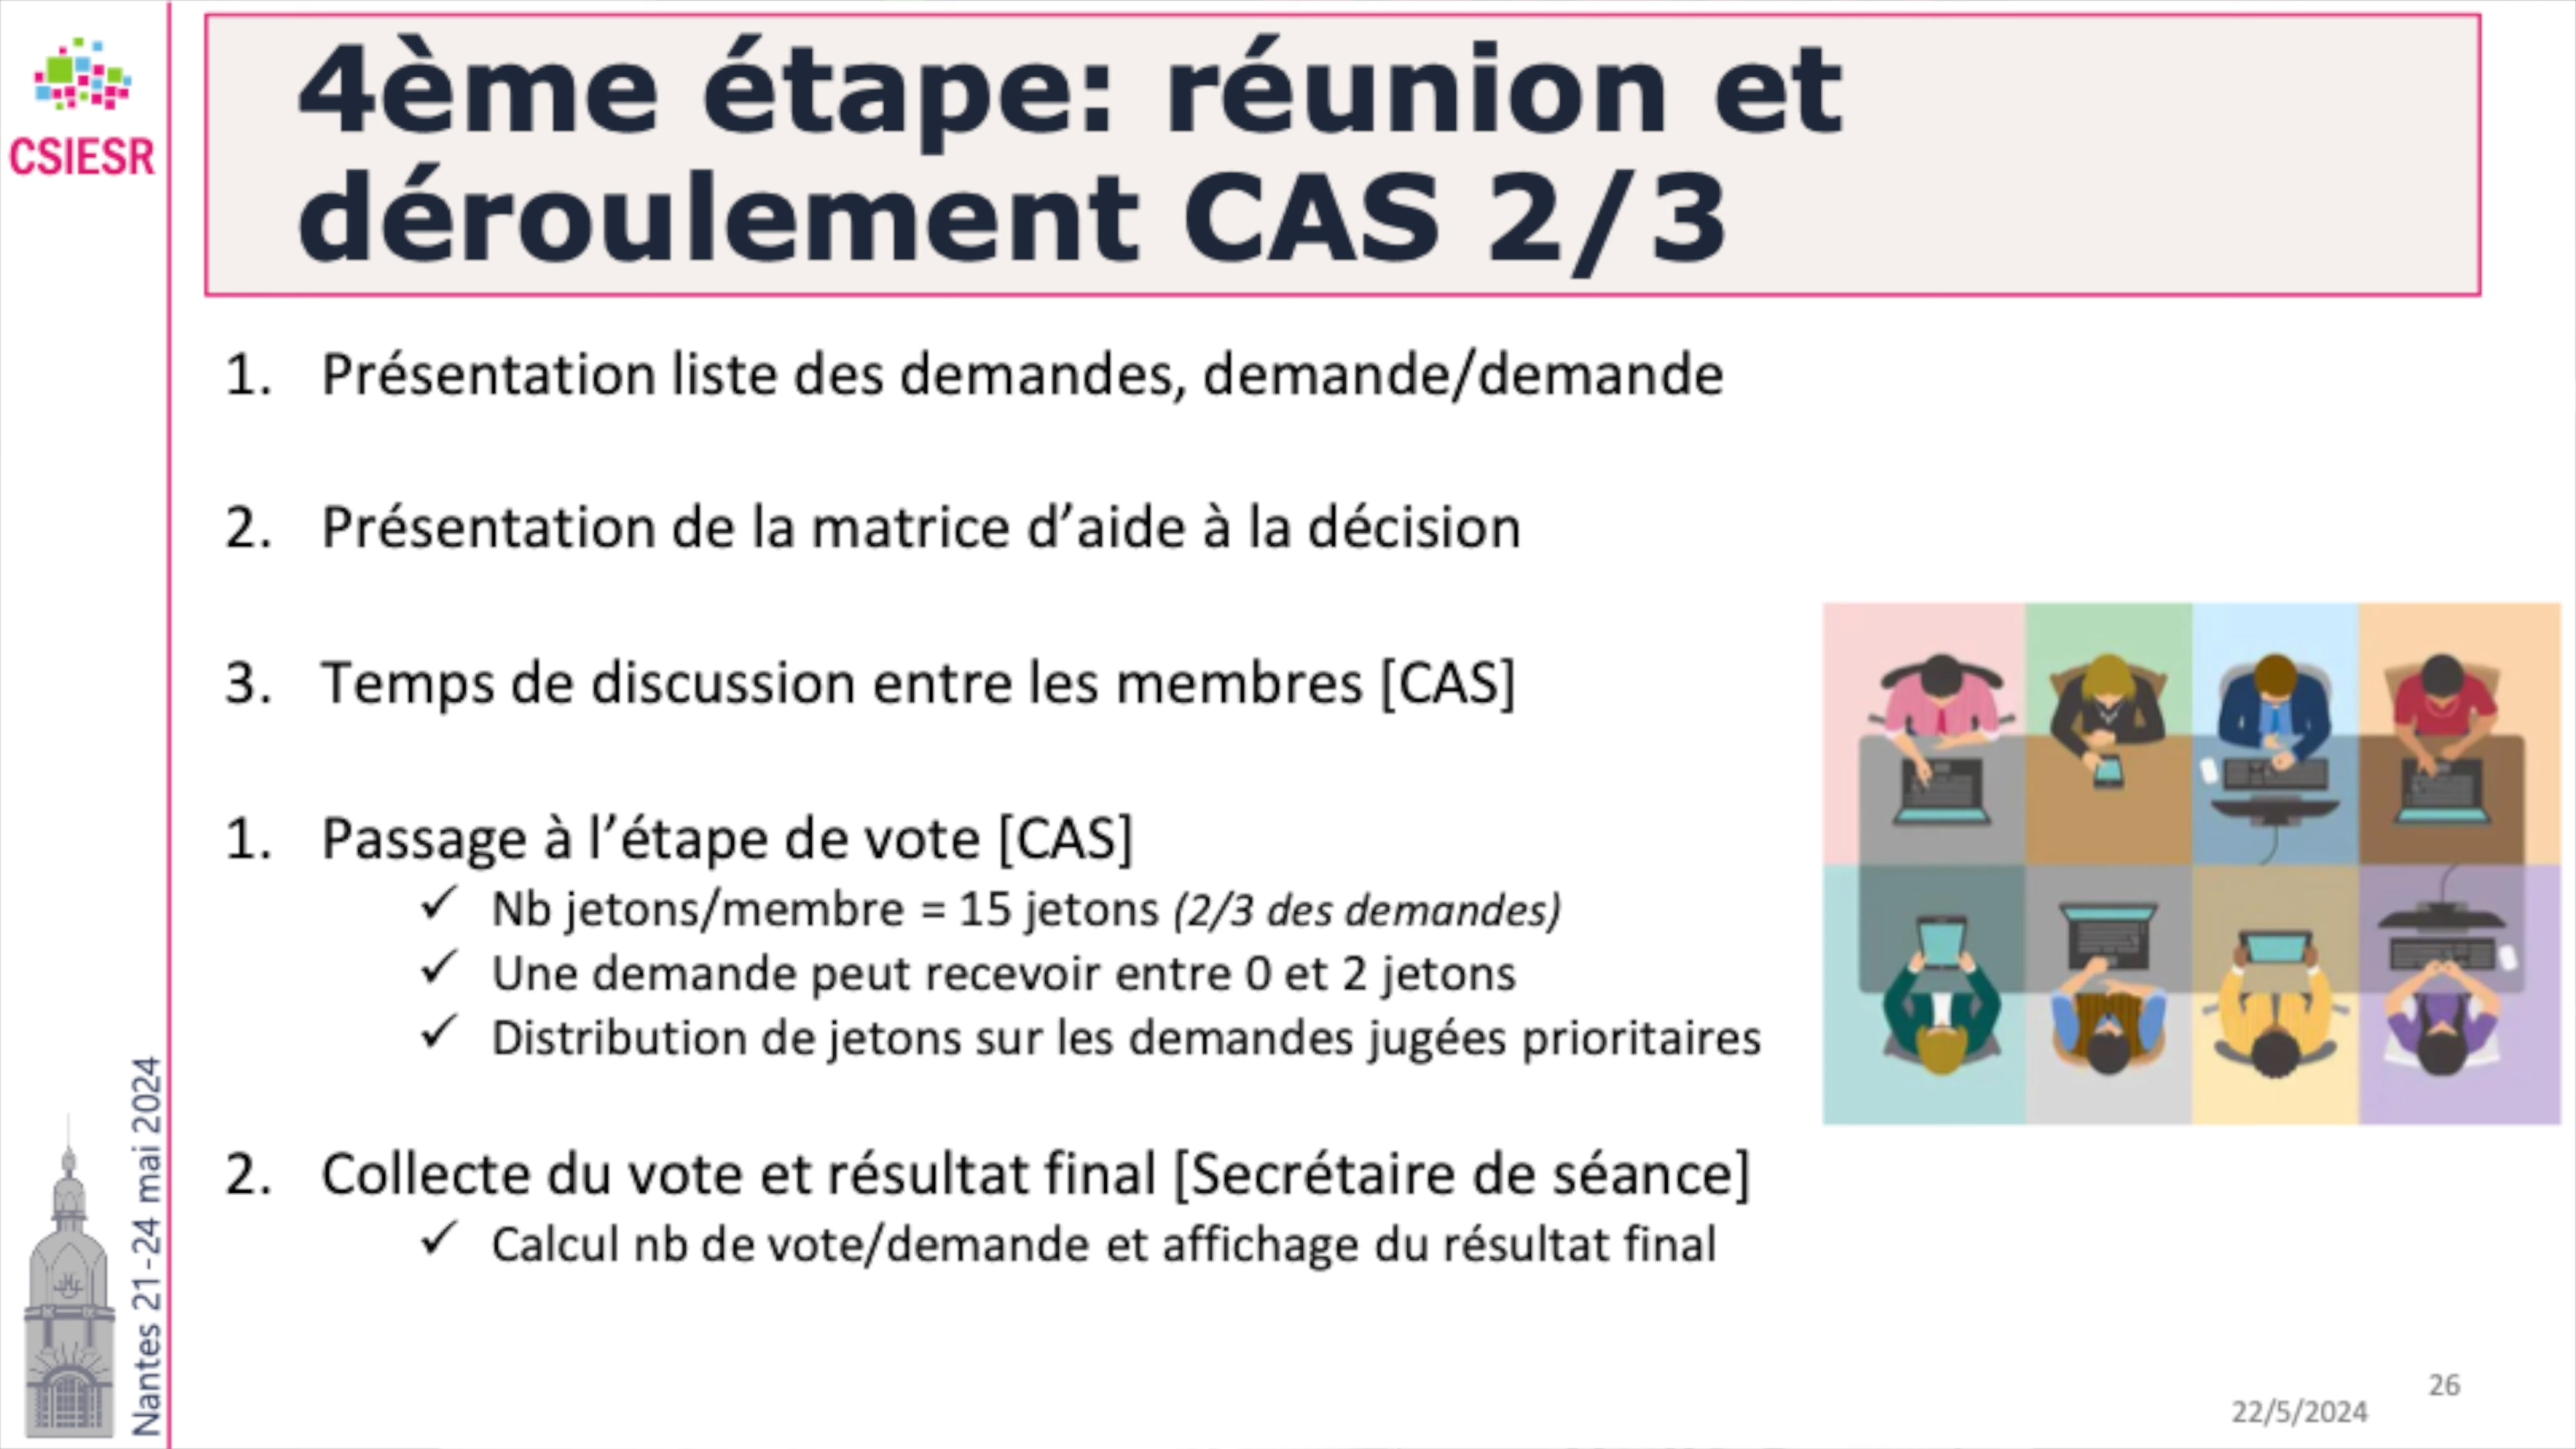 CSIESR
4ème étape: réunion et
déroulement CAS 2/3
1. Présentation liste des demandes, demande/demande
2. Présentation de la matrice d’aide à la décision
3. Temps de discussion entre les membres [CAS]
1. Passage à l’étape de vote [CAS]
✓ Nb jetons/membre = 15 jetons (2/3 des demandes)
✓ Une demande peut recevoir entre 0 et 2 jetons
✓ Distribution de jetons sur les demandes jugées prioritaires
2. Collecte du vote et résultat final [Secrétaire de séance]
✓ Calcul nb de vote/demande et affichage du résultat final
Nantes 21-24 mai 2024
26
22/5/2024